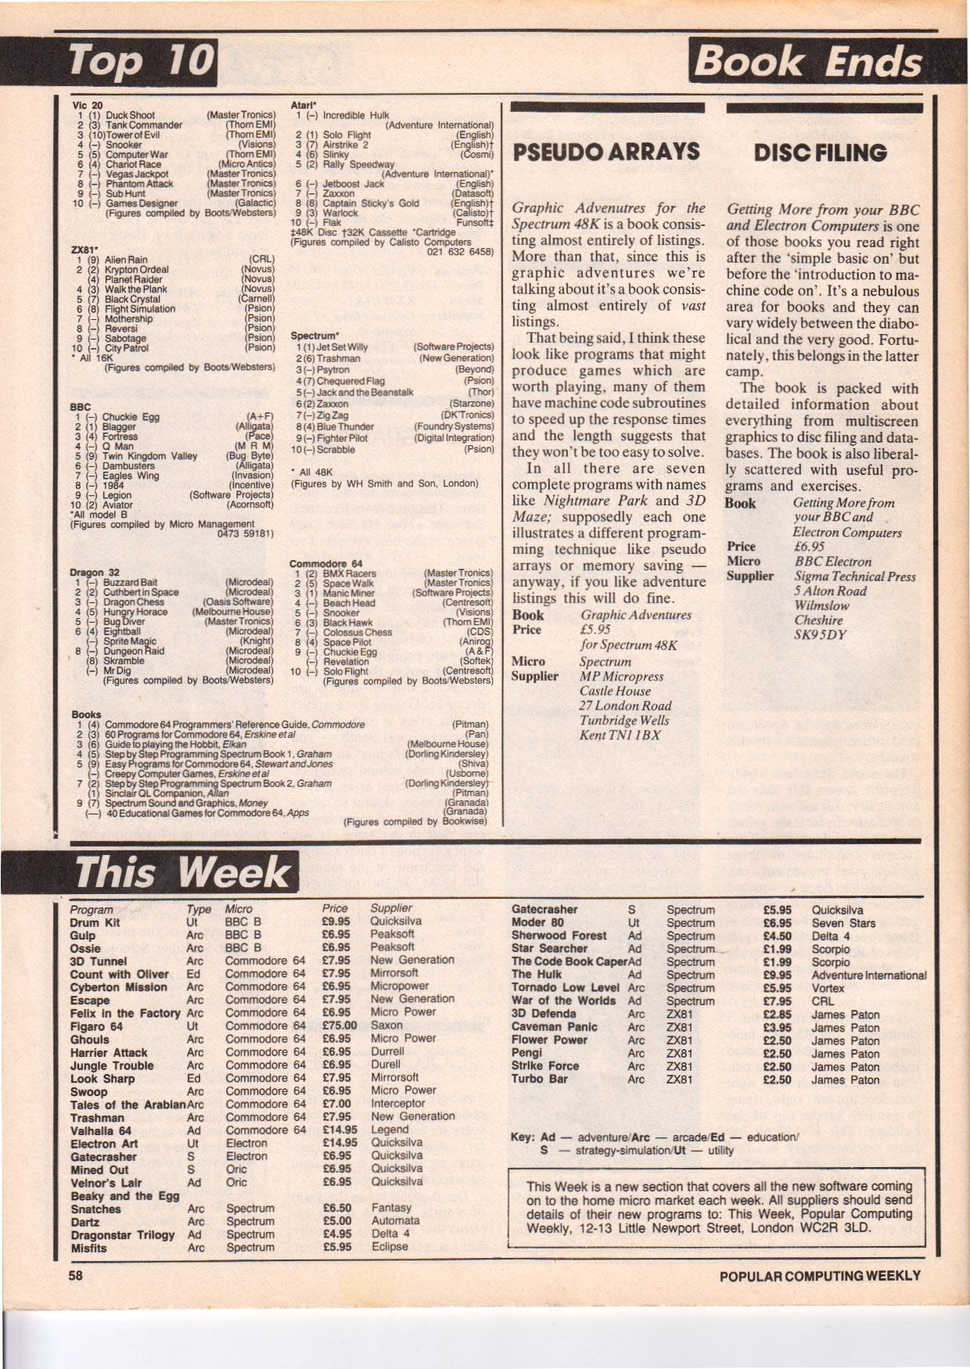 Top 10
Book Ends
Vic 20
1 (1) Duck Shoot (Master Tronics)
2 (3) Tank Commander (Thorn EMI)
3 (10) Tower of Evil (Thorn EMI)
4 (–) Snooker (Visions)
5 (5) Computer War (Thorn EMI)
6 (4) Chariot Race (Micro Antics)
7 (–) Vegas Jackpot (Master Tronics)
8 (–) Phantom Attack (Master Tronics)
9 (–) Sub Hunt (Master Tronics)
10 (–) Games Designer (Galactic)
(Figures compiled by Boots/Websters)
ZX81*
1 (9) Alien Rain (CRL)
2 (2) Krypton Ordeal (Novus)
(4) Planet Raider (Novus)
4 (3) Walk the Plank (Novus)
5 (7) Black Crystal (Carnell)
6 (8) Flight Simulation (Psion)
7 (–) Mothership (Psion)
8 (–) Reversi (Psion)
9 (–) Sabotage (Psion)
10 (–) City Patrol (Psion)
* All 16K
(Figures compiled by Boots/Websters)
BBC
1 (–) Chuckie Egg (A+F)
2 (1) Blagger (Alligata)
3 (4) Fortress (Pace)
4 (–) Q Man (M R M)
5 (9) Twin Kingdom Valley (Bug Byte)
6 (–) Dambusters (Alligata)
7 (–) Eagles Wing (Invasion)
8 (–) 1984 (Incentive)
9 (–) Legion (Software Projects)
10 (2) Aviator (Acornsoft)
*All model B
(Figures compiled by Micro Management
0473 59181)
Dragon 32
1 (–) Buzzard Bait (Microdeal)
2 (2) Cuthbert in Space (Microdeal)
3 (–) Dragon Chess (Oasis Software)
4 (5) Hungry Horace (Melbourne House)
5 (–) Bug Diver (Master Tronics)
6 (4) Eightball (Microdeal)
(–) Sprite Magic (Knight)
8 (–) Dungeon Raid (Microdeal)
(8) Skramble (Microdeal)
(–) Mr Dig (Microdeal)
(Figures compiled by Boots/Websters)
Atari*
1 (–) Incredible Hulk
(Adventure International)
2 (1) Solo Flight (English)
3 (7) Airstrike 2 (English)†
4 (6) Slinky (Cosmi)
5 (2) Rally Speedway
(Adventure International)*
6 (–) Jetboost Jack (English)
7 (–) Zaxxon (Datasoft)
8 (8) Captain Sticky's Gold (English)†
9 (3) Warlock (Calisto)†
10 (–) Flak Funsoft‡
‡48K Disc †32K Cassette *Cartridge
(Figures compiled by Calisto Computers
021 632 6458)
Spectrum*
1 (1) Jet Set Willy (Software Projects)
2 (6) Trashman (New Generation)
3 (–) Psytron (Beyond)
4 (7) Chequered Flag (Psion)
5 (–) Jack and the Beanstalk (Thor)
6 (2) Zaxxon (Starzone)
7 (–) Zig Zag (DK'Tronics)
8 (4) Blue Thunder (Foundry Systems)
9 (–) Fighter Pilot (Digital Integration)
10 (–) Scrabble (Psion)
* All 48K
(Figures by WH Smith and Son, London)
Commodore 64
1 (2) BMX Racers (Master Tronics)
2 (5) Space Walk (Master Tronics)
3 (1) Manic Miner (Software Projects)
4 (–) Beach Head (Centresoft)
5 (–) Snooker (Visions)
6 (3) Black Hawk (Thorn EMI)
7 (–) Colossus Chess (CDS)
8 (4) Space Pilot (Anirog)
9 (–) Chuckie Egg (A & F)
(–) Revelation (Softek)
10 (–) Solo Flight (Centresoft)
(Figures compiled by Boots/Websters)
Books
1 (4) Commodore 64 Programmers' Reference Guide, Commodore (Pitman)
2 (3) 60 Programs for Commodore 64, Erskine et al (Pan)
3 (6) Guide to playing the Hobbit, Elkan (Melbourne House)
4 (5) Step by Step Programming Spectrum Book 1, Graham (Dorling Kindersley)
5 (9) Easy Programs for Commodore 64, Stewart and Jones (Shiva)
(–) Creepy Computer Games, Erskine et al (Usborne)
7 (2) Step by Step Programming Spectrum Book 2, Graham (Dorling Kindersley)
(1) Sinclair QL Companion, Allan (Pitman)
9 (7) Spectrum Sound and Graphics, Money (Granada)
(—) 40 Educational Games for Commodore 64, Apps (Granada)
(Figures compiled by Bookwise)
PSEUDO ARRAYS
Graphic Advenutres for the
Spectrum 48K is a book consis-
ting almost entirely of listings.
More than that, since this is
graphic adventures we're
talking about it's a book consis-
ting almost entirely of vast
listings.
That being said, I think these
look like programs that might
produce games which are
worth playing, many of them
have machine code subroutines
to speed up the response times
and the length suggests that
they won't be too easy to solve.
In all there are seven
complete programs with names
like Nightmare Park and 3D
Maze; supposedly each one
illustrates a different program-
ming technique like pseudo
arrays or memory saving —
anyway, if you like adventure
listings this will do fine.
Book Graphic Adventures
Price £5.95
for Spectrum 48K
Micro Spectrum
Supplier MP Micropress
Castle House
27 London Road
Tunbridge Wells
Kent TN1 1BX
DISC FILING
Getting More from your BBC
and Electron Computers is one
of those books you read right
after the 'simple basic on' but
before the 'introduction to ma-
chine code on'. It's a nebulous
area for books and they can
vary widely between the diabo-
lical and the very good. Fortu-
nately, this belongs in the latter
camp.
The book is packed with
detailed information about
everything from multiscreen
graphics to disc filing and data-
bases. The book is also liberal-
ly scattered with useful pro-
grams and exercises.
Book Getting More from
your BBC and
Electron Computers
Price £6.95
Micro BBC Electron
Supplier Sigma Technical Press
5 Alton Road
Wilmslow
Cheshire
SK9 5DY
This Week
Program Type Micro Price Supplier
Drum Kit Ut BBC B £9.95 Quicksilva
Gulp Arc BBC B £6.95 Peaksoft
Ossie Arc BBC B £6.95 Peaksoft
3D Tunnel Arc Commodore 64 £7.95 New Generation
Count with Oliver Ed Commodore 64 £7.95 Mirrorsoft
Cyberton Mission Arc Commodore 64 £6.95 Micropower
Escape Arc Commodore 64 £7.95 New Generation
Felix in the Factory Arc Commodore 64 £6.95 Micro Power
Figaro 64 Ut Commodore 64 £75.00 Saxon
Ghouls Arc Commodore 64 £6.95 Micro Power
Harrier Attack Arc Commodore 64 £6.95 Durrell
Jungle Trouble Arc Commodore 64 £6.95 Durell
Look Sharp Ed Commodore 64 £7.95 Mirrorsoft
Swoop Arc Commodore 64 £6.95 Micro Power
Tales of the Arabian Arc Commodore 64 £7.00 Interceptor
Trashman Arc Commodore 64 £7.95 New Generation
Valhalla 64 Ad Commodore 64 £14.95 Legend
Electron Art Ut Electron £14.95 Quicksilva
Gatecrasher S Electron £6.95 Quicksilva
Mined Out S Oric £6.95 Quicksilva
Velnor's Lair Ad Oric £6.95 Quicksilva
Beaky and the Egg
Snatches Arc Spectrum £6.50 Fantasy
Dartz Arc Spectrum £5.00 Automata
Dragonstar Trilogy Ad Spectrum £4.95 Delta 4
Misfits Arc Spectrum £5.95 Eclipse
Gatecrasher S Spectrum £5.95 Quicksilva
Moder 80 Ut Spectrum £6.95 Seven Stars
Sherwood Forest Ad Spectrum £4.50 Delta 4
Star Searcher Ad Spectrum £1.99 Scorpio
The Code Book Caper Ad Spectrum £1.99 Scorpio
The Hulk Ad Spectrum £9.95 Adventure International
Tornado Low Level Arc Spectrum £5.95 Vortex
War of the Worlds Ad Spectrum £7.95 CRL
3D Defenda Arc ZX81 £2.85 James Paton
Caveman Panic Arc ZX81 £3.95 James Paton
Flower Power Arc ZX81 £2.50 James Paton
Pengi Arc ZX81 £2.50 James Paton
Strike Force Arc ZX81 £2.50 James Paton
Turbo Bar Arc ZX81 £2.50 James Paton
Key: Ad — adventure/Arc — arcade/Ed — education/
S — strategy-simulation/Ut — utility
This Week is a new section that covers all the new software coming
on to the home micro market each week. All suppliers should send
details of their new programs to: This Week, Popular Computing
Weekly, 12-13 Little Newport Street, London WC2R 3LD.
58
POPULAR COMPUTING WEEKLY